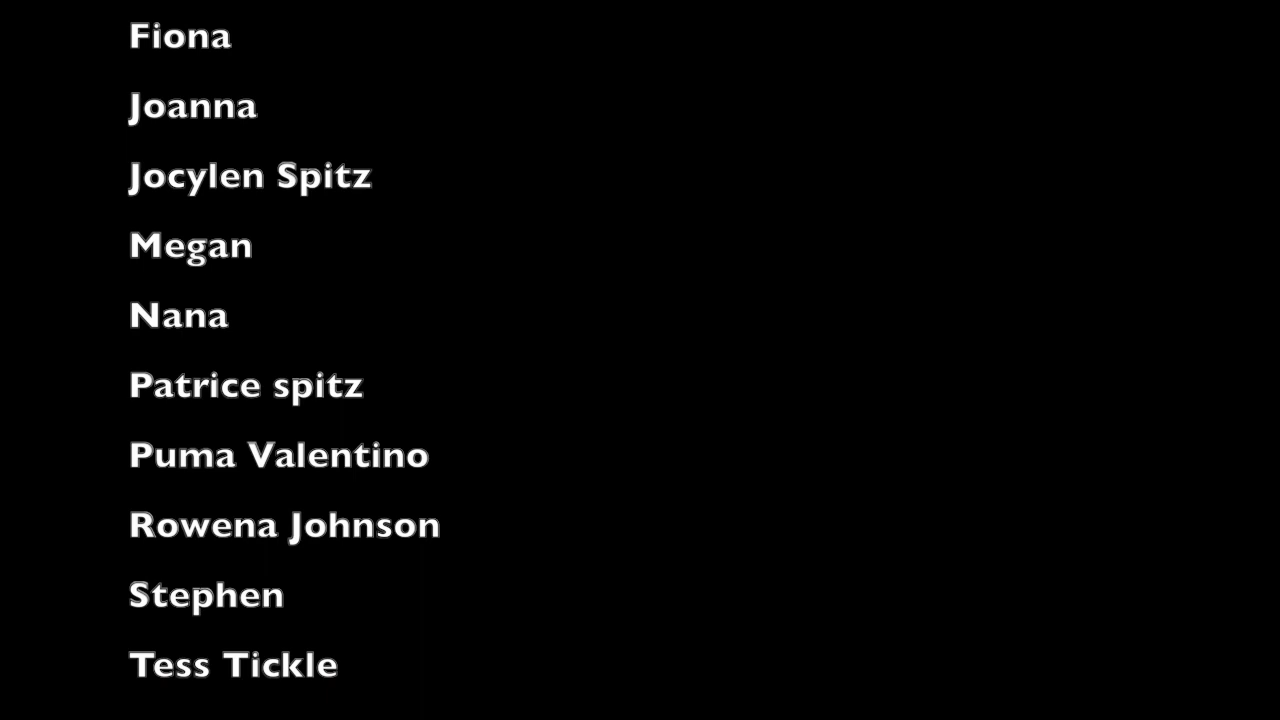 Fiona
Joanna
Jocylen Spitz
Megan
Nana
Patrice spitz
Puma Valentino
Rowena Johnson
Stephen
Tess Tickle